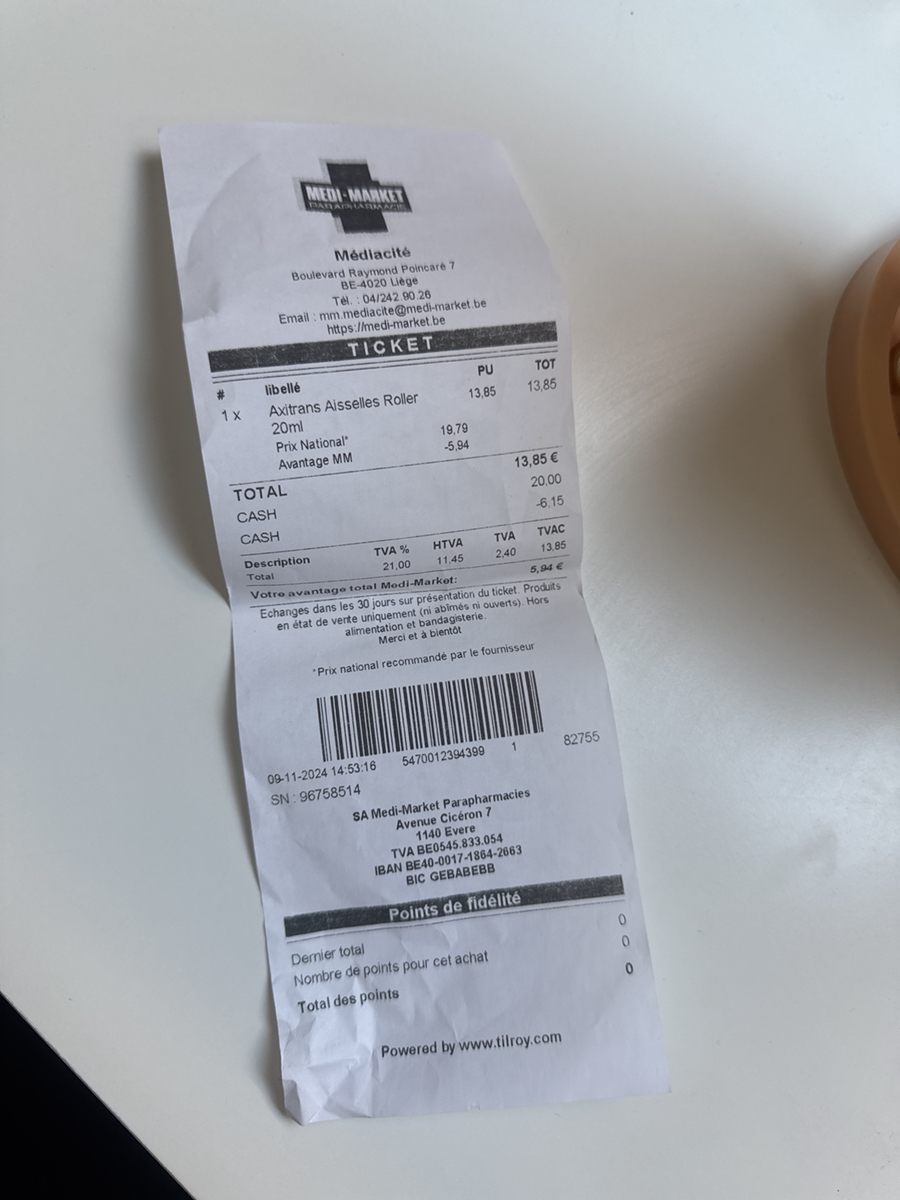 MEDI-MARKET
PARAPHARMACIE
Médiacité
Boulevard Raymond Poincaré 7
BE-4020 Liège
Tél. : 04/242.90.26
Email : mm.mediacite@medi-market.be
https://medi-market.be
TICKET
# libellé PU TOT
1 x Axitrans Aisselles Roller 13,85 13,85
20ml
Prix National* 19,79
Avantage MM -5,94
TOTAL 13,85 €
CASH 20,00
CASH -6,15
Description TVA % HTVA TVA TVAC
Total 21,00 11,45 2,40 13,85
Votre avantage total Medi-Market: 5,94 €
Echanges dans les 30 jours sur présentation du ticket. Produits
en état de vente uniquement (ni abîmés ni ouverts). Hors
alimentation et bandagisterie.
Merci et à bientôt
*Prix national recommandé par le fournisseur
09-11-2024 14:53:16 5470012394399 1 82755
SN : 96758514
SA Medi-Market Parapharmacies
Avenue Cicéron 7
1140 Evere
TVA BE0545.833.054
IBAN BE40-0017-1864-2663
BIC GEBABEBB
Points de fidélité
Dernier total 0
Nombre de points pour cet achat 0
Total des points 0
Powered by www.tilroy.com